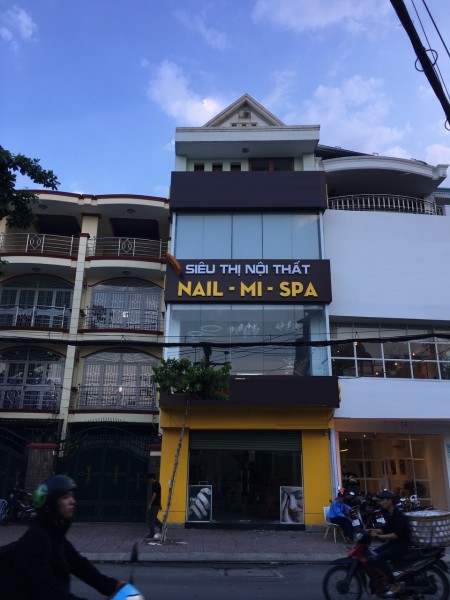 SIÊU THỊ NỘI THẤT
NAIL - MI - SPA